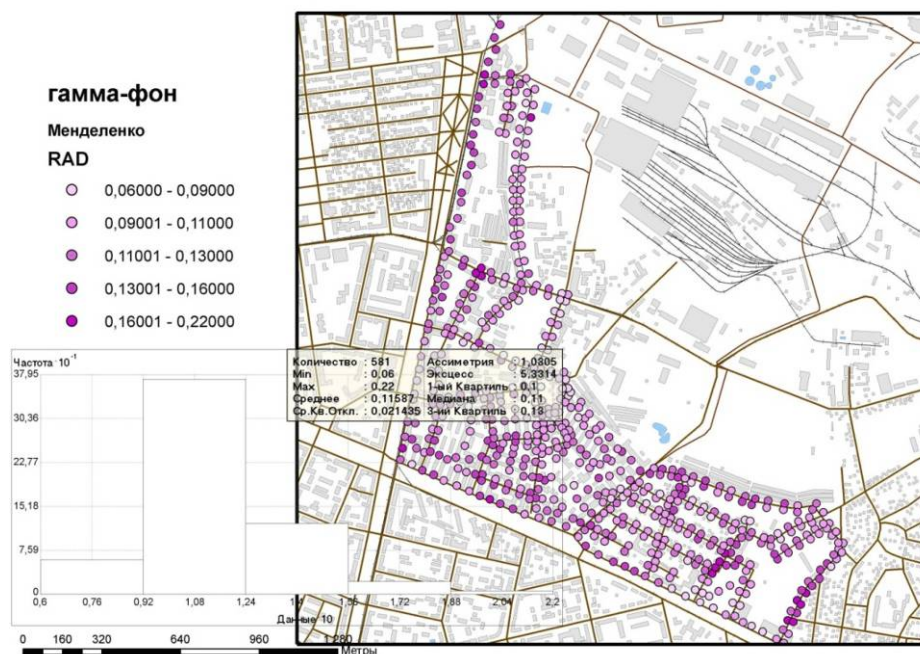 гамма-фон
Менделенко
RAD
0,06000 - 0,09000
0,09001 - 0,11000
0,11001 - 0,13000
0,13001 - 0,16000
0,16001 - 0,22000
Частота 10⁻¹
37,95
30,36
22,77
15,18
7,59
0
0,6 0,76 0,92 1,08 1,24 1,56 1,72 1,88 2,04 2,2
Данные 10
Количество : 581 Ассиметрия : 1,0805
Min : 0,06 Эксцесс : 5,3314
Max : 0,22 1-ый Квартиль : 0,1
Среднее : 0,11587 Медиана : 0,11
Ср.Кв.Откл. : 0,021435 3-ий Квартиль : 0,13
0 160 320 640 960 1 280
Метры